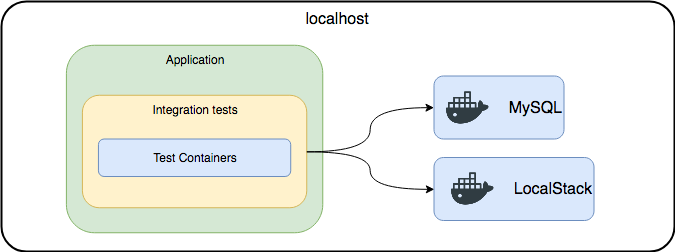 localhost
Application
Integration tests
Test Containers
MySQL
LocalStack